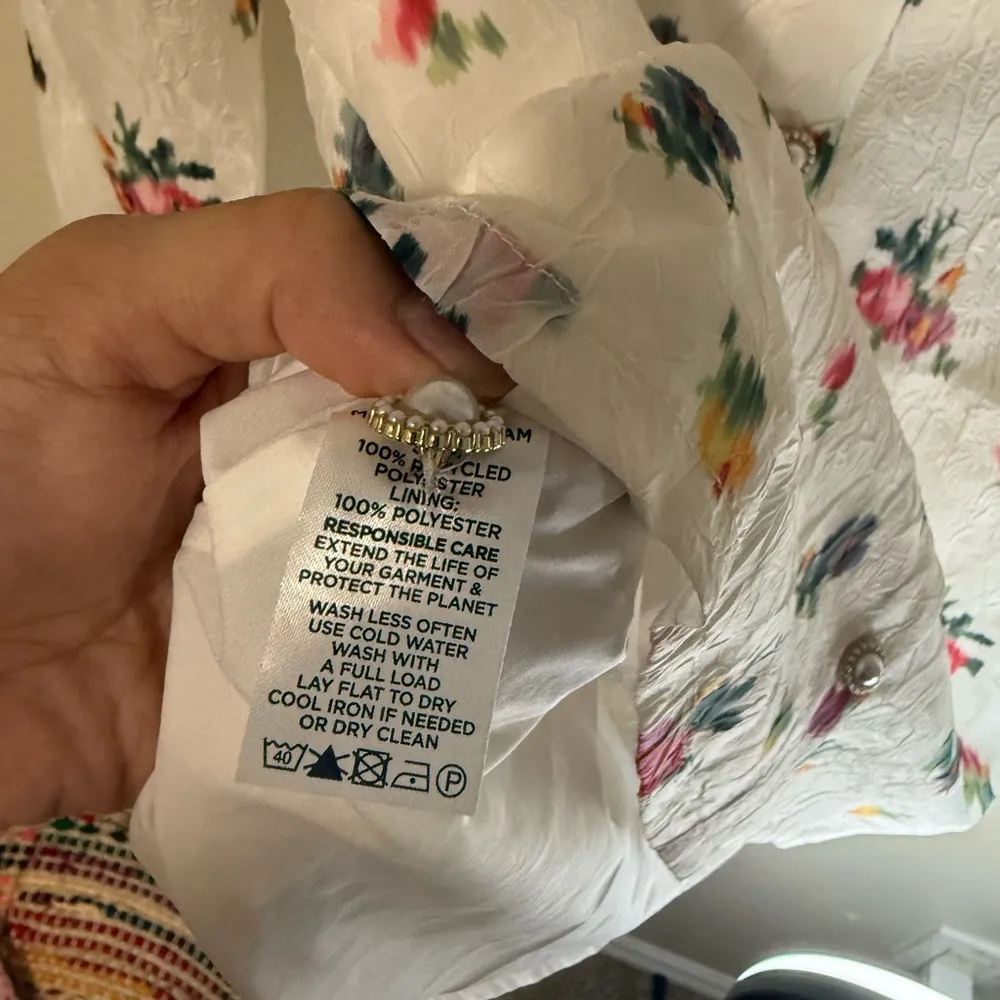 100% RECYCLED
POLYESTER
LINING:
100% POLYESTER
RESPONSIBLE CARE
EXTEND THE LIFE OF
YOUR GARMENT &
PROTECT THE PLANET
WASH LESS OFTEN
USE COLD WATER
WASH WITH
A FULL LOAD
LAY FLAT TO DRY
COOL IRON IF NEEDED
OR DRY CLEAN
40 P